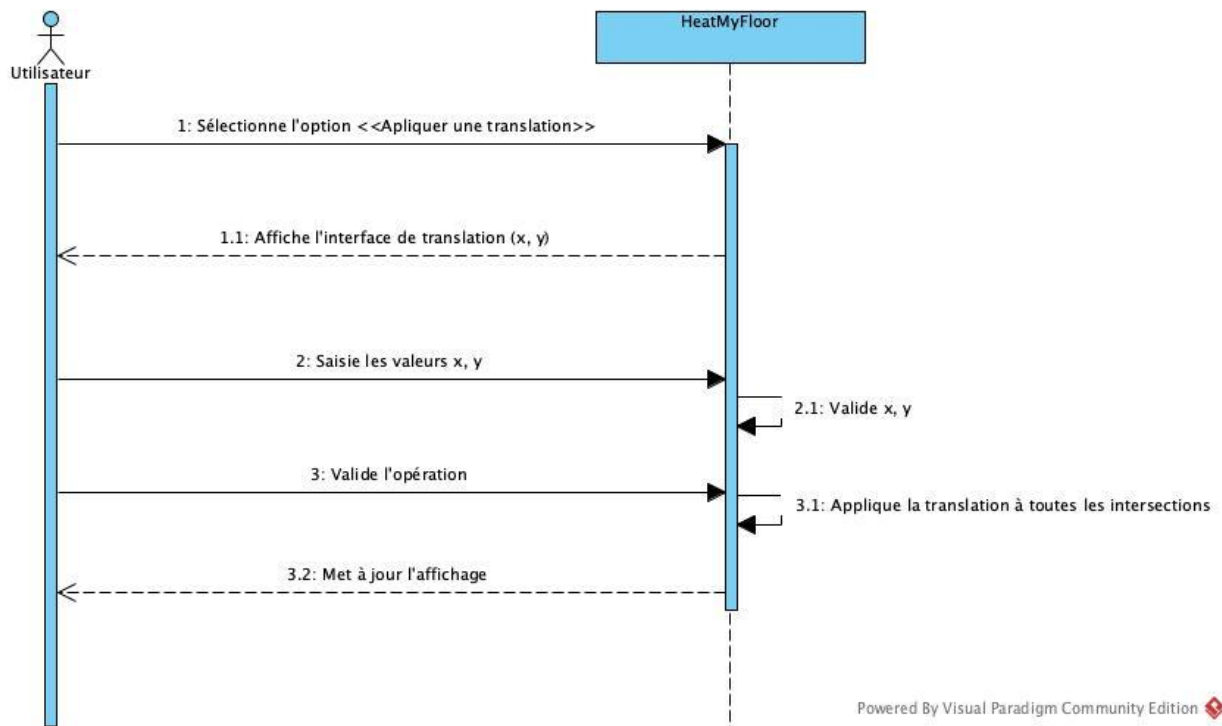 HeatMyFloor
Utilisateur
1: Sélectionne l'option <<Apliquer une translation>>
1.1: Affiche l'interface de translation (x, y)
2: Saisie les valeurs x, y
2.1: Valide x, y
3: Valide l'opération
3.1: Applique la translation à toutes les intersections
3.2: Met à jour l'affichage
Powered By Visual Paradigm Community Edition